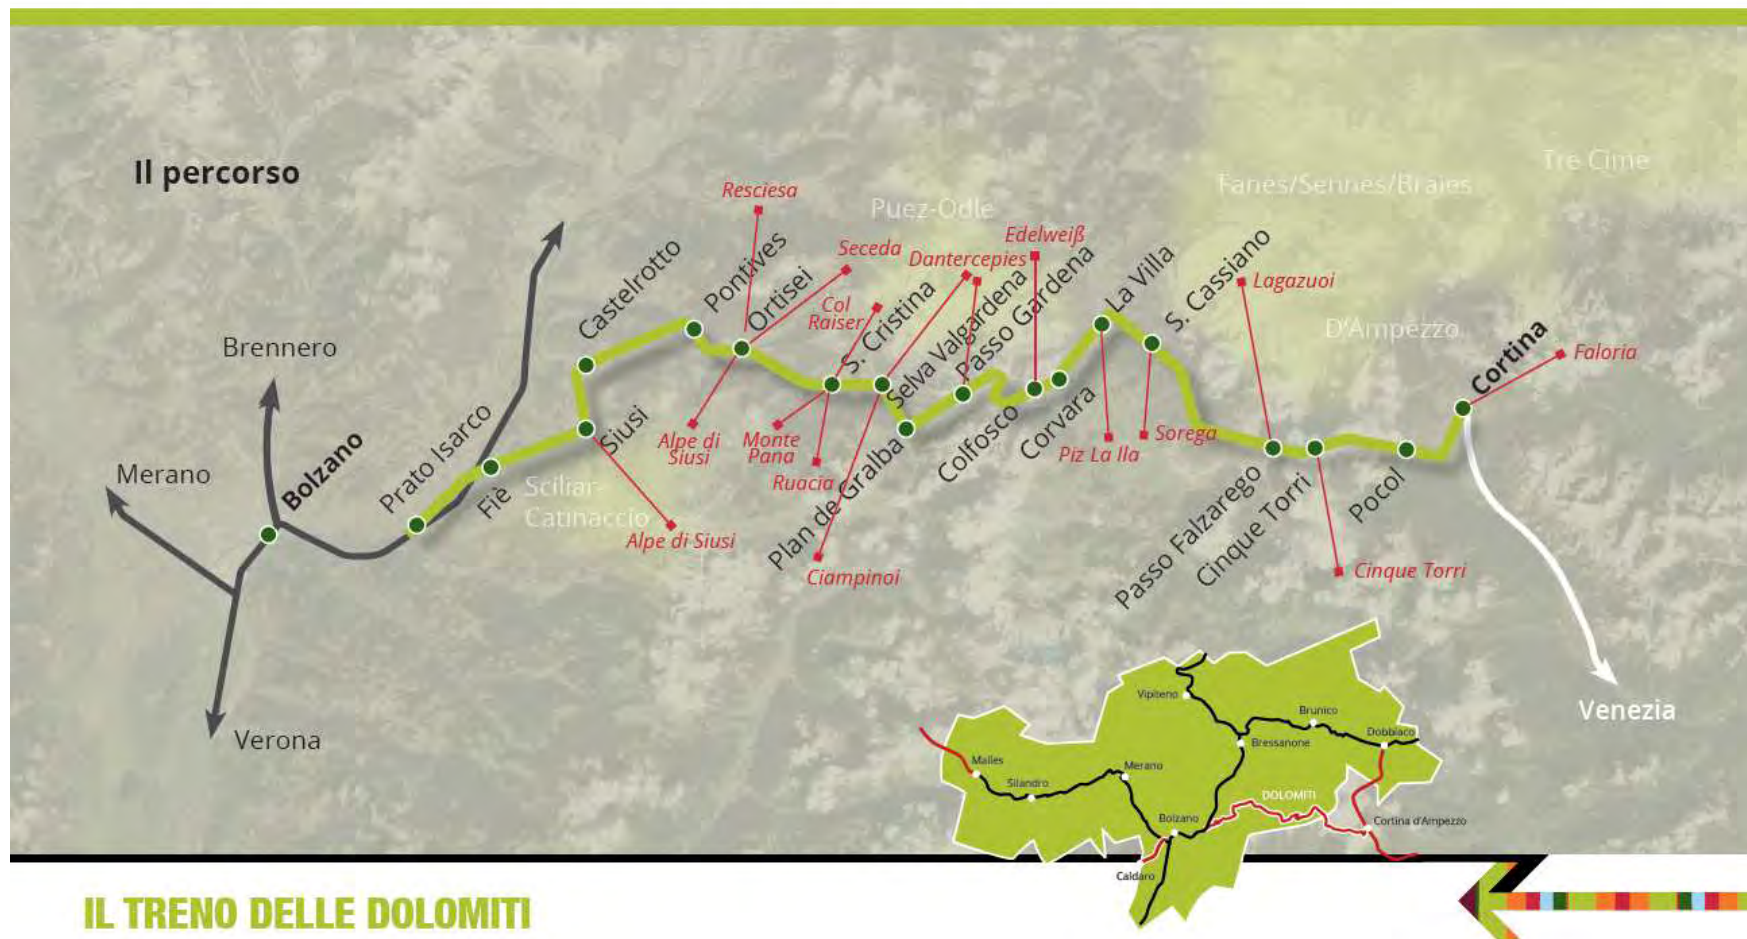 Il percorso
Brennero
Merano
Bolzano
Verona
Prato Isarco
Fiè
Siusi
Castelrotto
Pontives
Ortisei
S. Cristina
Selva Valgardena
Plan de Gralba
Passo Gardena
Colfosco
Corvara
La Villa
S. Cassiano
Passo Falzarego
Cinque Torri
Pocol
Cortina
Venezia
Resciesa
Seceda
Alpe di
Siusi
Alpe di Siusi
Col
Raiser
Monte
Pana
Ruacia
Ciampinoi
Dantercepies
Edelweiß
Piz La Ila
Sorega
Lagazuoi
Cinque Torri
Faloria
Sciliar-
Catinaccio
Puez-Odle
Fanes/Sennes/Braies
Tre Cime
D'Ampezzo
Vipiteno
Brunico
Dobbiaco
Bressanone
Malles
Silandro
Merano
DOLOMITI
Bolzano
Cortina d'Ampezzo
Caldaro
IL TRENO DELLE DOLOMITI